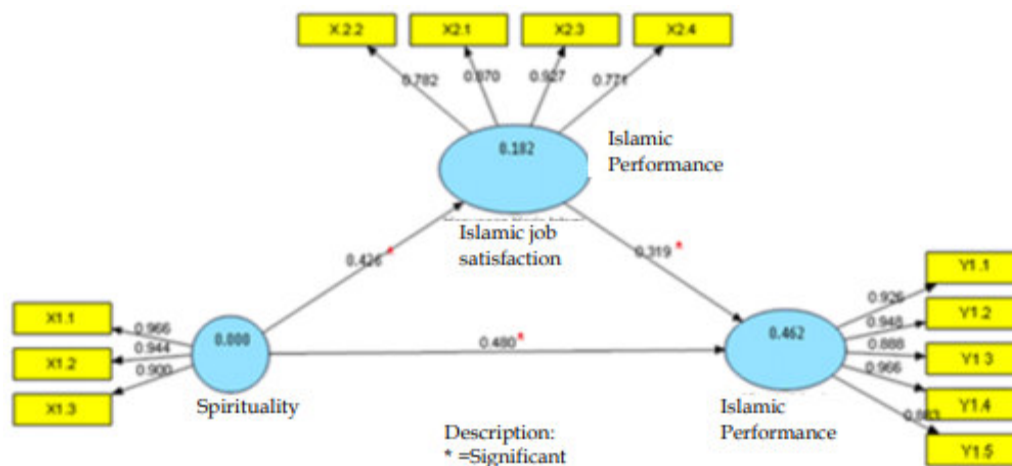 X.2.2
X2.1
X2.3
X2.4
0.782
0.870
0.927
0.771
0.182
Islamic
Performance
Islamic job
satisfaction
0.426 *
0.319 *
X1.1
X1.2
X1.3
0.966
0.944
0.900
0.000
Spirituality
0.480 *
0.462
Islamic
Performance
0.926
0.948
0.888
0.966
0.883
Y1.1
Y1.2
Y1 3
Y1.4
Y1.5
Description:
* =Significant